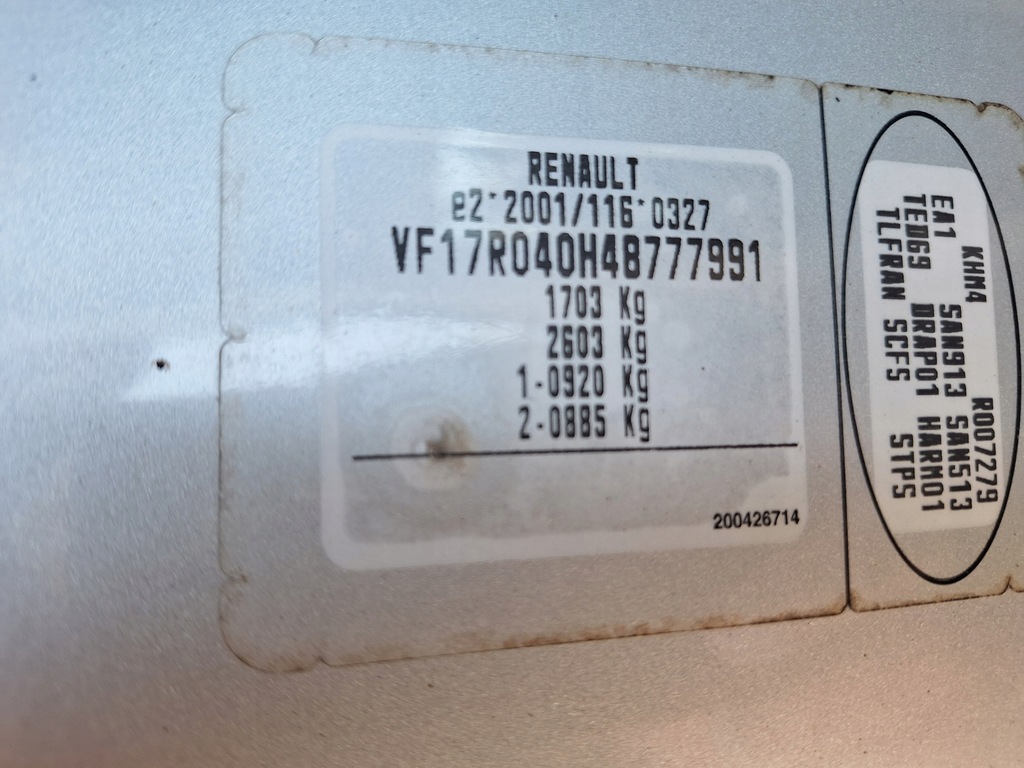 RENAULT
e2*2001/116*0327
VF17R040H48777991
1703 Kg
2603 Kg
1-0920 Kg
2-0885 Kg
200426714
KHN4 R007279
EA1 SAN913 SAN513
TED69 DRAP01 HARM01
TLFRAN SCFS STPS